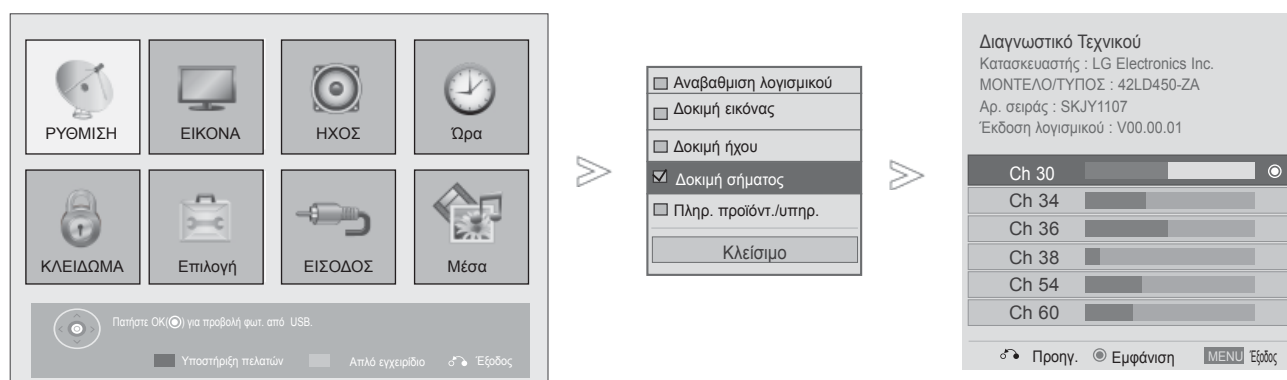 ΡΥΘΜΙΣΗ
ΕΙΚΟΝΑ
ΗΧΟΣ
Ώρα
ΚΛΕΙΔΩΜΑ
Επιλογή
ΕΙΣΟΔΟΣ
Μέσα
Πατήστε OK(◉) για προβολή φωτ. από USB.
Υποστήριξη πελατών Απλό εγχειρίδιο Έξοδος
Αναβαθμιση λογισμικού
Δοκιμή εικόνας
Δοκιμή ήχου
Δοκιμή σήματος
Πληρ. προϊόντ./υπηρ.
Κλείσιμο
Διαγνωστικό Τεχνικού
Κατασκευαστής : LG Electronics Inc.
ΜΟΝΤΕΛΟ/ΤΥΠΟΣ : 42LD450-ZA
Αρ. σειράς : SKJY1107
Έκδοση λογισμικού : V00.00.01
Ch 30
Ch 34
Ch 36
Ch 38
Ch 54
Ch 60
Προηγ. ◉ Εμφάνιση MENU Έξοδος